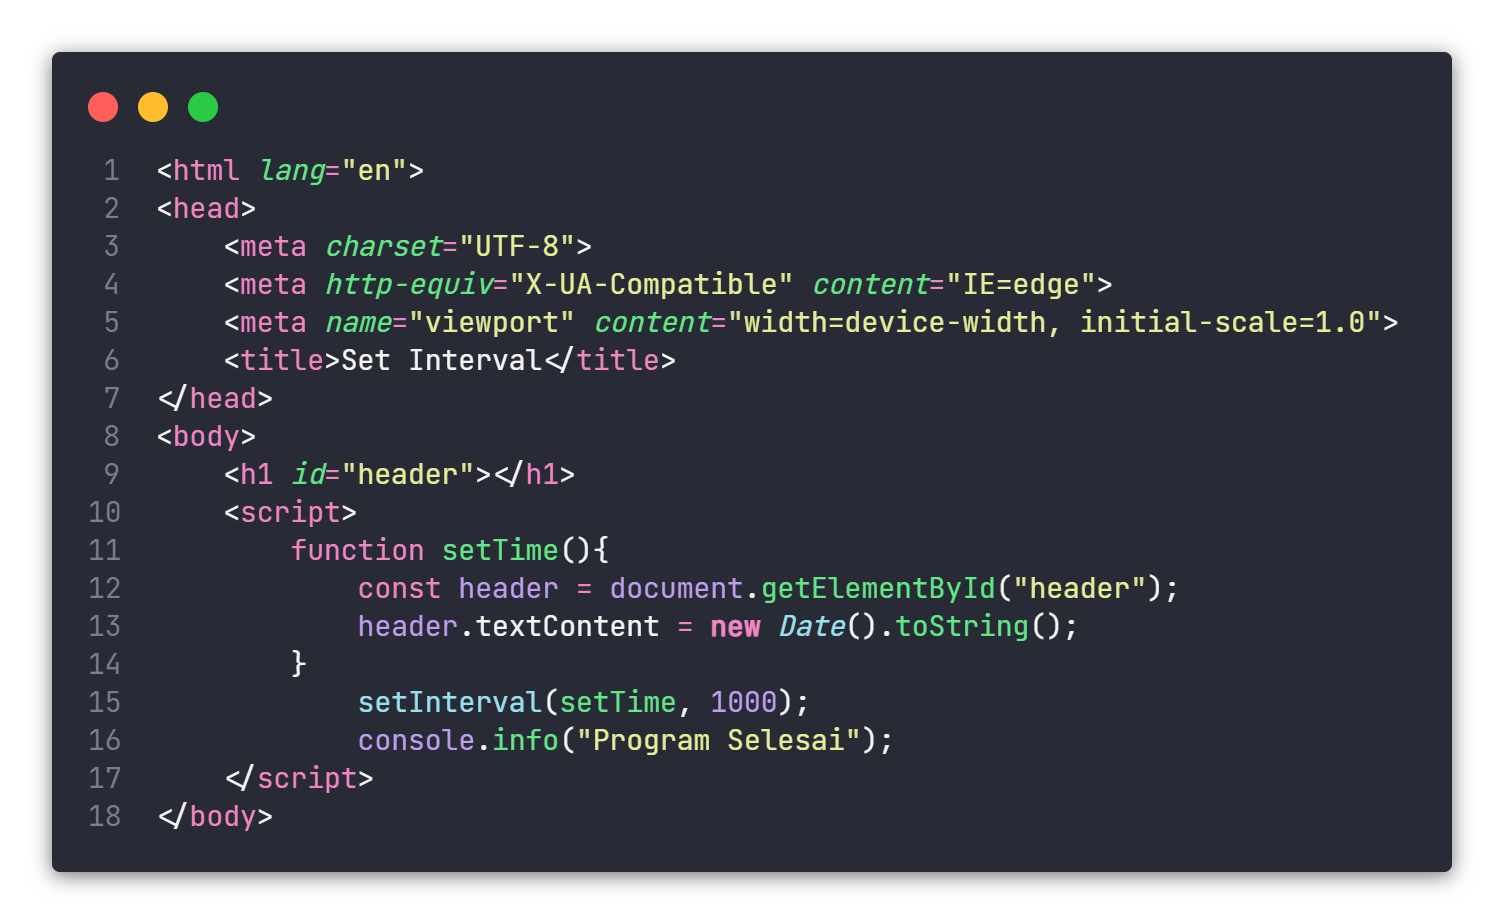 1 <html lang="en">
2 <head>
3     <meta charset="UTF-8">
4     <meta http-equiv="X-UA-Compatible" content="IE=edge">
5     <meta name="viewport" content="width=device-width, initial-scale=1.0">
6     <title>Set Interval</title>
7 </head>
8 <body>
9     <h1 id="header"></h1>
10     <script>
11         function setTime(){
12             const header = document.getElementById("header");
13             header.textContent = new Date().toString();
14         }
15             setInterval(setTime, 1000);
16             console.info("Program Selesai");
17     </script>
18 </body>